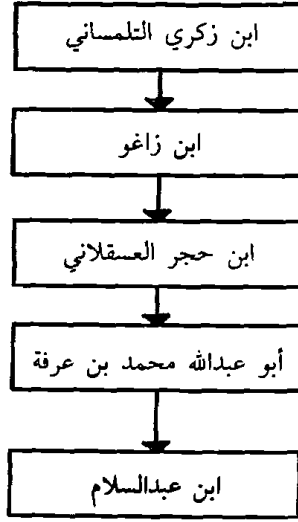 ابن زكري التلمساني
ابن زاغو
ابن حجر العسقلاني
أبو عبدالله محمد بن عرفة
ابن عبدالسلام